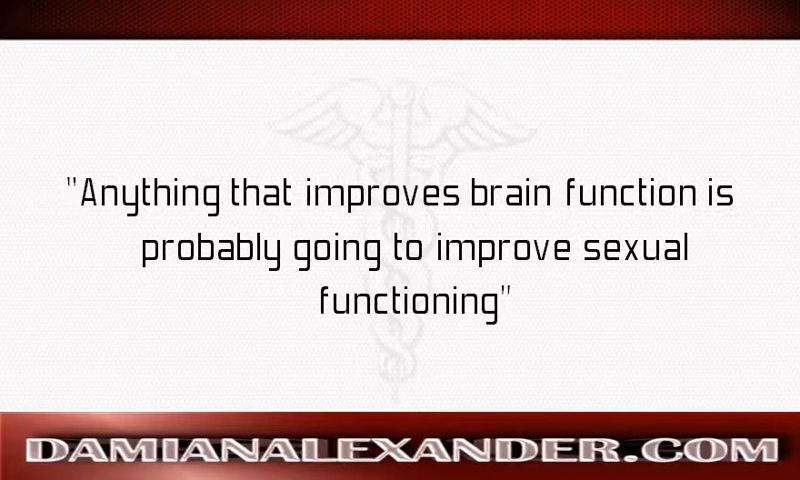 "Anything that improves brain function is
probably going to improve sexual
functioning"
DAMIANALEXANDER.COM